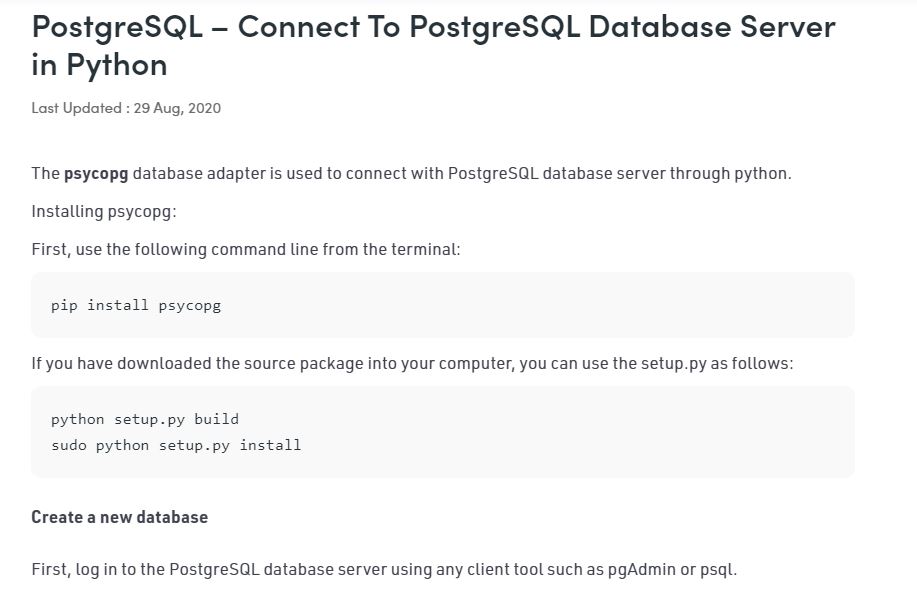 PostgreSQL – Connect To PostgreSQL Database Server
in Python
Last Updated : 29 Aug, 2020
The psycopg database adapter is used to connect with PostgreSQL database server through python.
Installing psycopg:
First, use the following command line from the terminal:
pip install psycopg
If you have downloaded the source package into your computer, you can use the setup.py as follows:
python setup.py build
sudo python setup.py install
Create a new database
First, log in to the PostgreSQL database server using any client tool such as pgAdmin or psql.